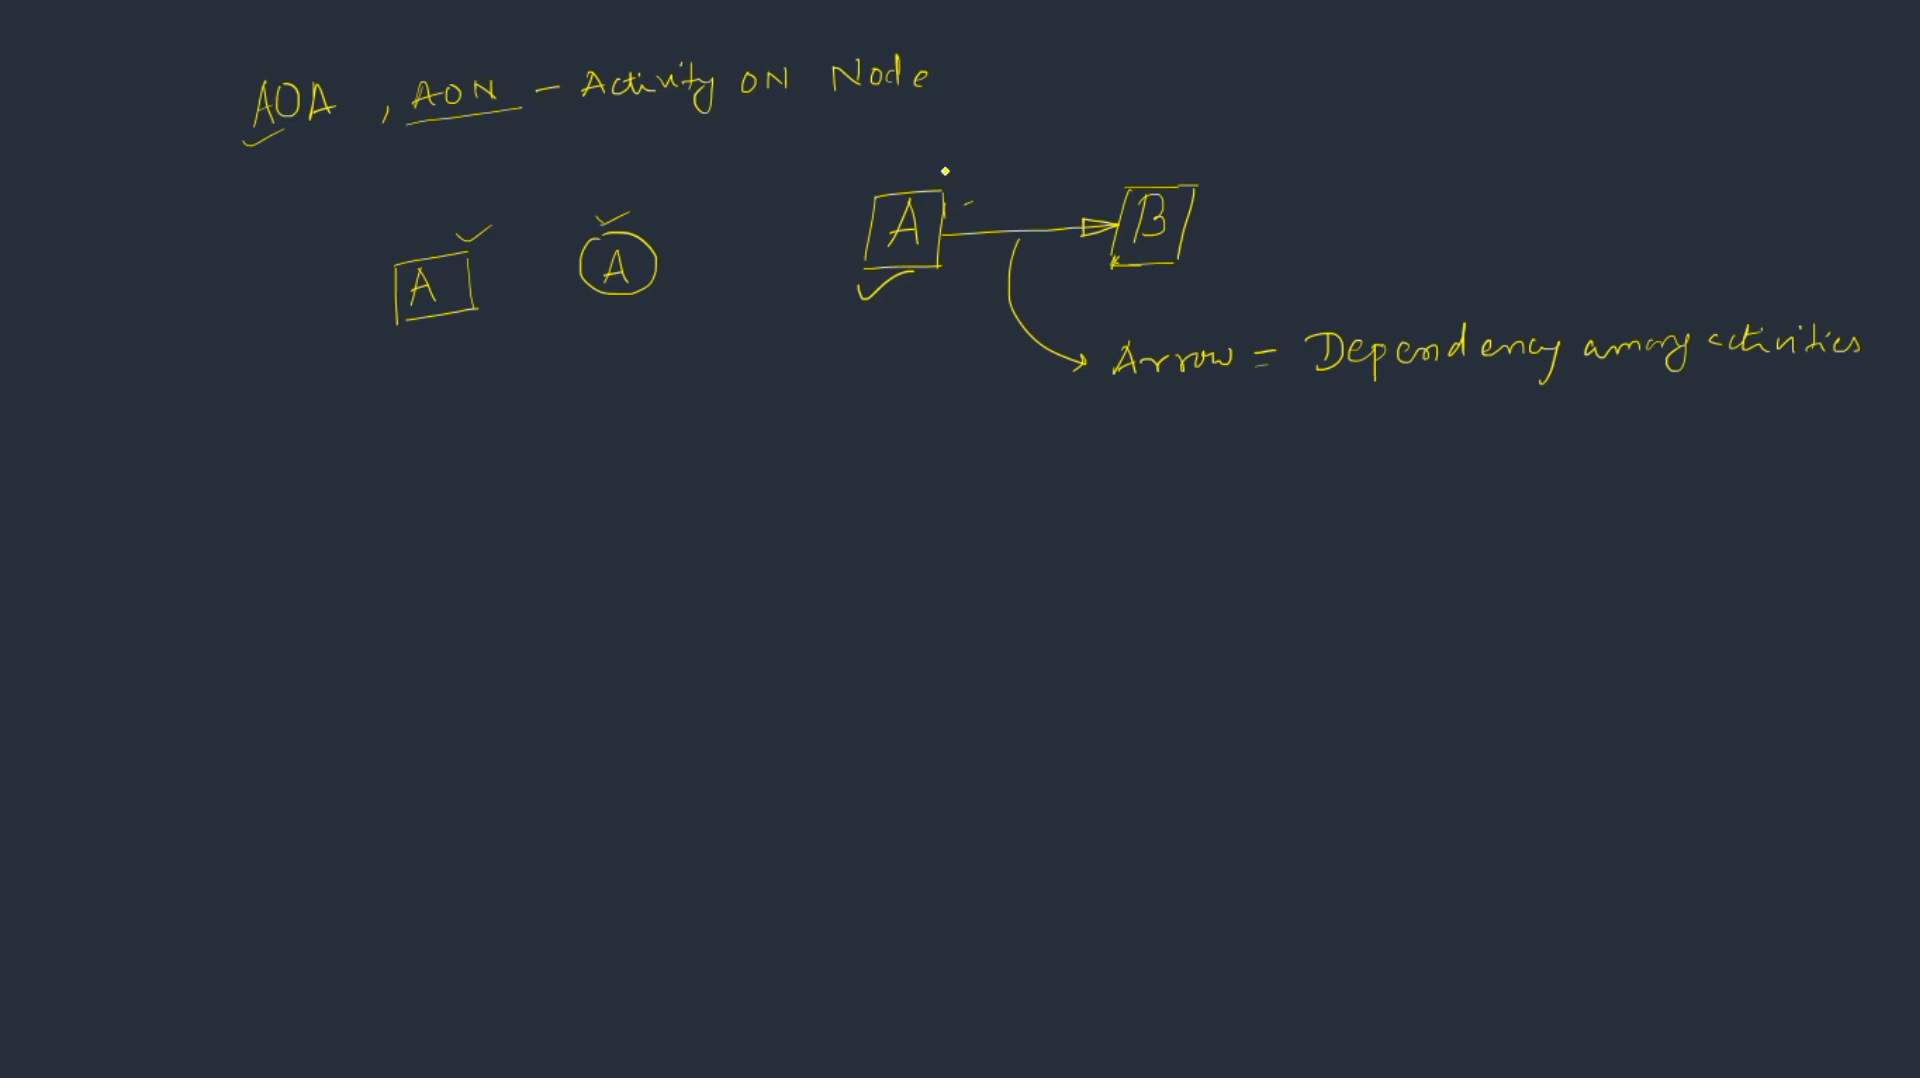 AOA , AON - Activity ON Node
A A A B
Arrow = Dependency among activities